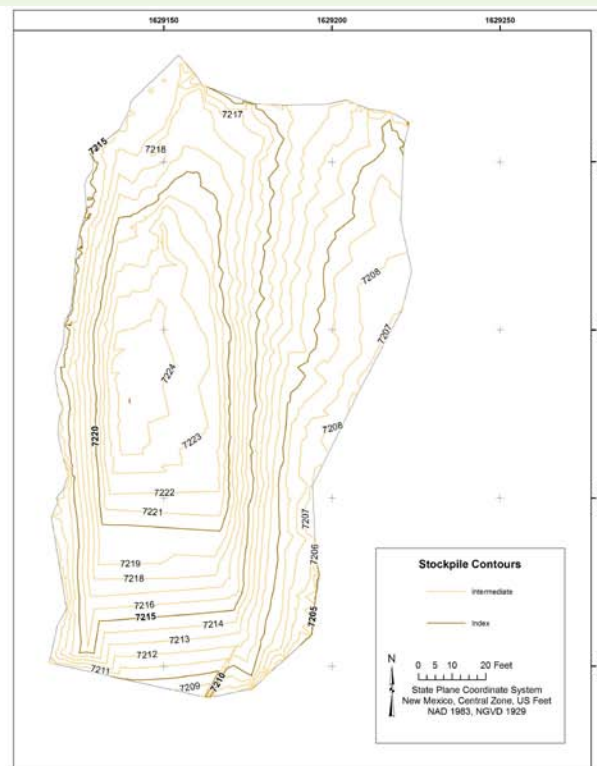 1629150 1629200 1629250
7217
7215
7218
7208
7207
7224
7220
7223
7208
7222
7221
7207
7206
7219
7218
7216
7215
7214
7205
7213
7212
7211
7210
7209
Stockpile Contours
Intermediate
Index
N
0 5 10 20 Feet
State Plane Coordinate System
New Mexico, Central Zone, US Feet
NAD 1983, NGVD 1929